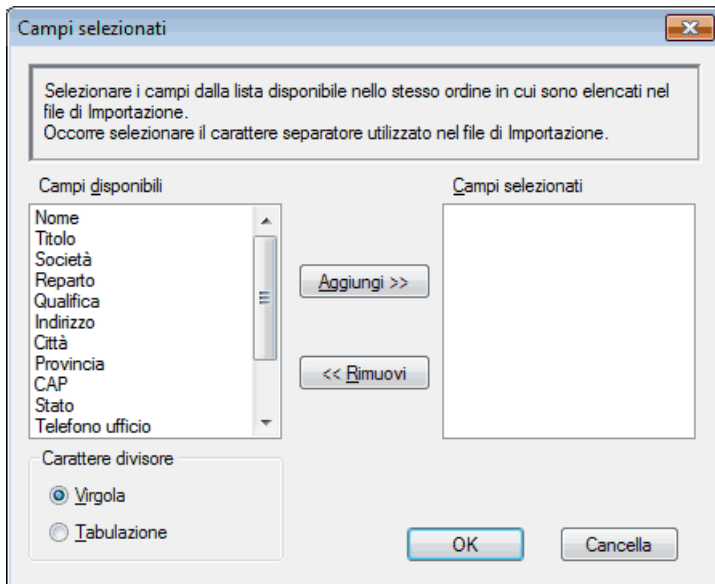 Campi selezionati
Selezionare i campi dalla lista disponibile nello stesso ordine in cui sono elencati nel
file di Importazione.
Occorre selezionare il carattere separatore utilizzato nel file di Importazione.
Campi disponibili
Nome
Titolo
Società
Reparto
Qualifica
Indirizzo
Città
Provincia
CAP
Stato
Telefono ufficio
Aggiungi >>
<< Rimuovi
Campi selezionati
Carattere divisore
Virgola
Tabulazione
OK
Cancella